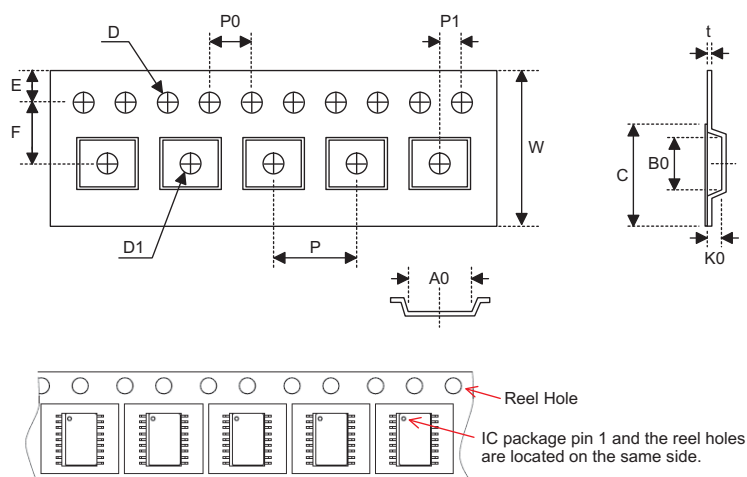 D
P0
P1
t
E
F
W
C
B0
D1
P
A0
K0
Reel Hole
IC package pin 1 and the reel holes
are located on the same side.